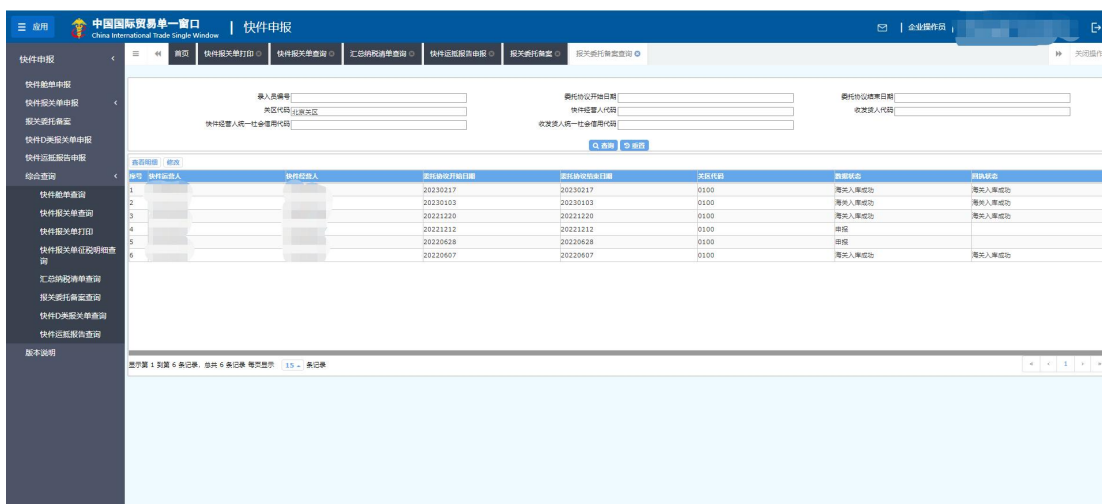 应用
中国国际贸易单一窗口
China International Trade Single Window
快件申报
企业操作员
快件申报
首页 快件报关单打印 快件报关单查询 汇总纳税清单查询 快件运抵报告申报 报关委托备案 报关委托备案查询 关闭操作
快件舱单申报
快件报关单申报
报关委托备案
快件D类报关单申报
快件运抵报告申报
综合查询
快件舱单查询
快件报关单查询
快件报关单打印
快件报关单征税明细查
询
汇总纳税清单查询
报关委托备案查询
快件D类报关单查询
快件运抵报告查询
版本说明
录入员编号 委托协议开始日期 委托协议结束日期
关区代码 北京关区 快件经营人代码 收发货人代码
快件经营人统一社会信用代码 收发货人统一社会信用代码
查询 重置
查看明细 修改
序号 快件运营人 快件经营人 委托协议开始日期 委托协议结束日期 关区代码 数据状态 回执状态
1 20230217 20230217 0100 海关入库成功 海关入库成功
2 20230103 20230103 0100 海关入库成功 海关入库成功
3 20221220 20221220 0100 海关入库成功 海关入库成功
4 20221212 20221212 0100 申报
5 20220628 20220628 0100 申报
6 20220607 20220607 0100 海关入库成功 海关入库成功
显示第 1 到第 6 条记录, 总共 6 条记录 每页显示 15 条记录
« ‹ 1 › »